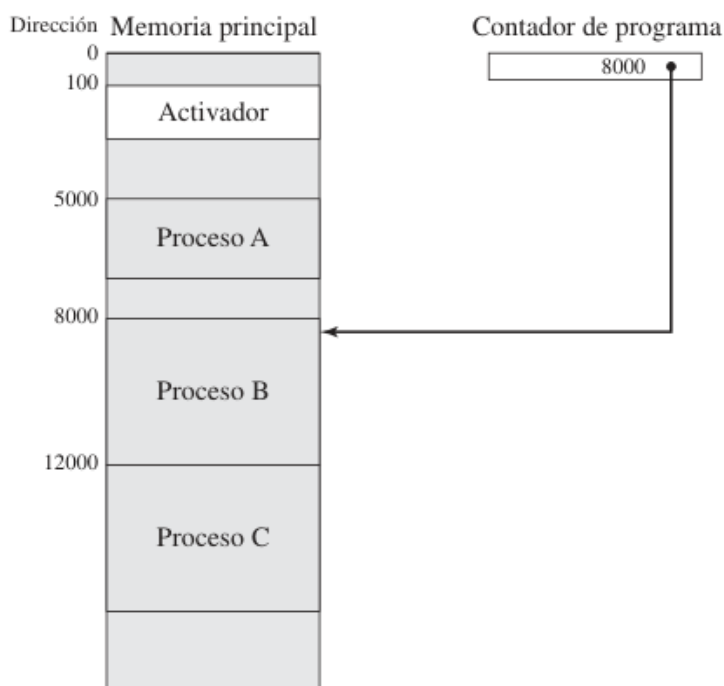 Dirección Memoria principal Contador de programa
0
8000
100
Activador
5000
Proceso A
8000
Proceso B
12000
Proceso C